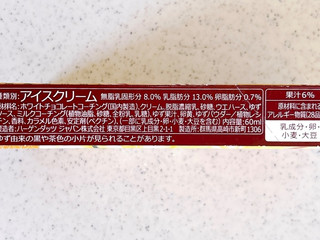 種類別:アイスクリーム 無脂乳固形分 8.0% 乳脂肪分 13.0% 卵脂肪分 0.7%
原材料名:ホワイトチョコレートコーチング(国内製造)、クリーム、脱脂濃縮乳、砂糖、ウエハース、ゆず
ース、ミルクコーチング(植物油脂、砂糖、全粉乳、乳糖)、ゆず果汁、卵黄、ゆずパウダー/植物レシ
チン、香料、カラメル色素、安定剤(ペクチン)、(一部に乳成分・卵・小麦・大豆を含む) 内容量:60ml
製造者:ハーゲンダッツ ジャパン株式会社 東京都目黒区上目黒2-1-1 製造所:群馬県高崎市新町1306
ゆず由来の黒や茶色の小片が見られることがあります。
果汁6%
原材料に含まれ
アレルギー物質(28品
乳成分・卵・
小麦・大豆